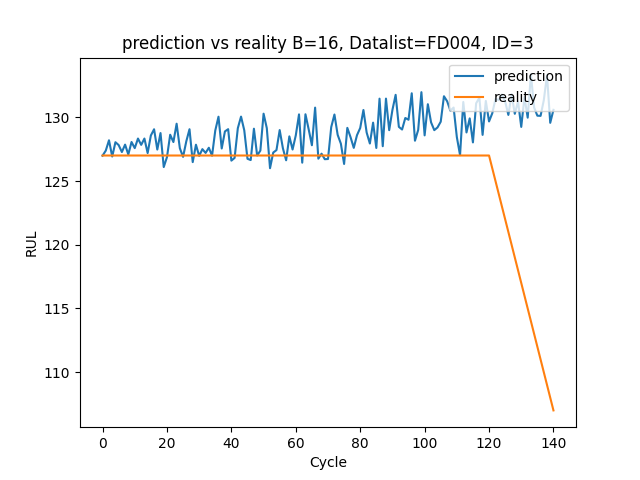 prediction vs reality B=16, Datalist=FD004, ID=3
prediction
reality
130
125
120
115
110
RUL
0 20 40 60 80 100 120 140
Cycle